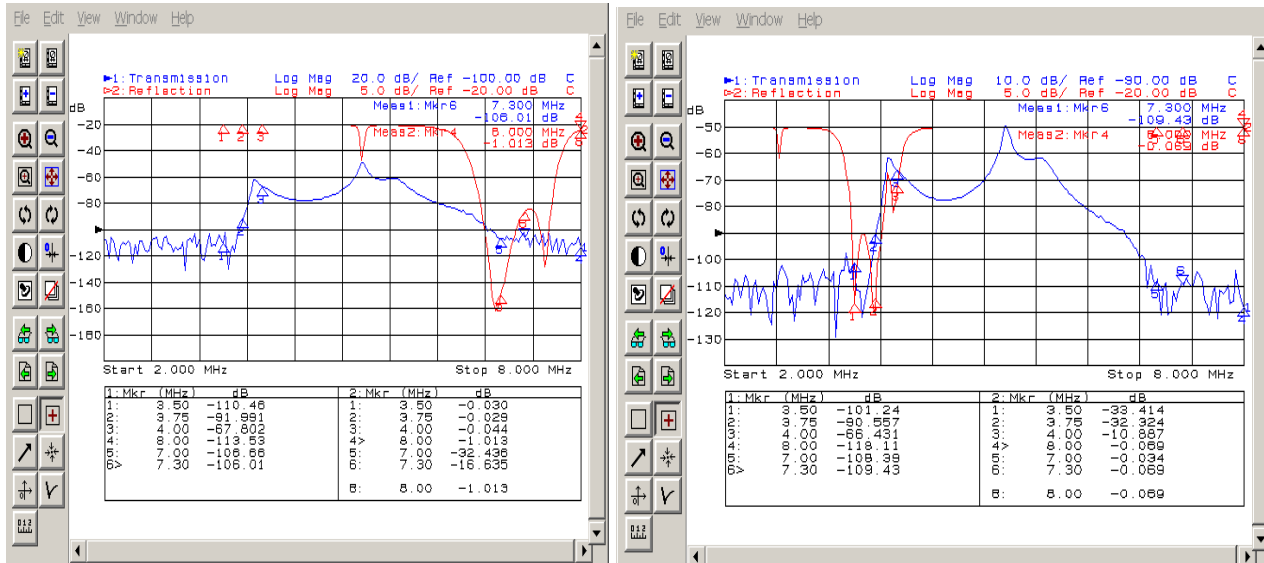 File Edit View Window Help
►1:Transmission Log Mag 20.0 dB/ Ref -100.00 dB C
▷2:Reflection Log Mag 5.0 dB/ Ref -20.00 dB C
dB
Meas1:Mkr6 7.300 MHz
-106.01 dB
Meas2:Mkr4 8.000 MHz
-1.013 dB
-20
-40
-60
-80
-120
-140
-160
-180
Start 2.000 MHz Stop 8.000 MHz
1:Mkr (MHz) dB
1: 3.50 -110.46
2: 3.75 -91.991
3: 4.00 -67.802
4: 8.00 -113.53
5: 7.00 -106.66
6> 7.30 -106.01
2:Mkr (MHz) dB
1: 3.50 -0.030
2: 3.75 -0.029
3: 4.00 -0.044
4> 8.00 -1.013
5: 7.00 -32.436
6: 7.30 -16.635
8: 8.00 -1.013
File Edit View Window Help
►1:Transmission Log Mag 10.0 dB/ Ref -90.00 dB C
▷2:Reflection Log Mag 5.0 dB/ Ref -20.00 dB C
dB
Meas1:Mkr6 7.300 MHz
-109.43 dB
Meas2:Mkr4 8.000 MHz
-0.069 dB
-50
-60
-70
-80
-100
-110
-120
-130
Start 2.000 MHz Stop 8.000 MHz
1:Mkr (MHz) dB
1: 3.50 -101.24
2: 3.75 -90.557
3: 4.00 -66.431
4: 8.00 -118.11
5: 7.00 -108.39
6> 7.30 -109.43
2:Mkr (MHz) dB
1: 3.50 -33.414
2: 3.75 -32.324
3: 4.00 -10.887
4> 8.00 -0.069
5: 7.00 -0.034
6: 7.30 -0.069
8: 8.00 -0.069